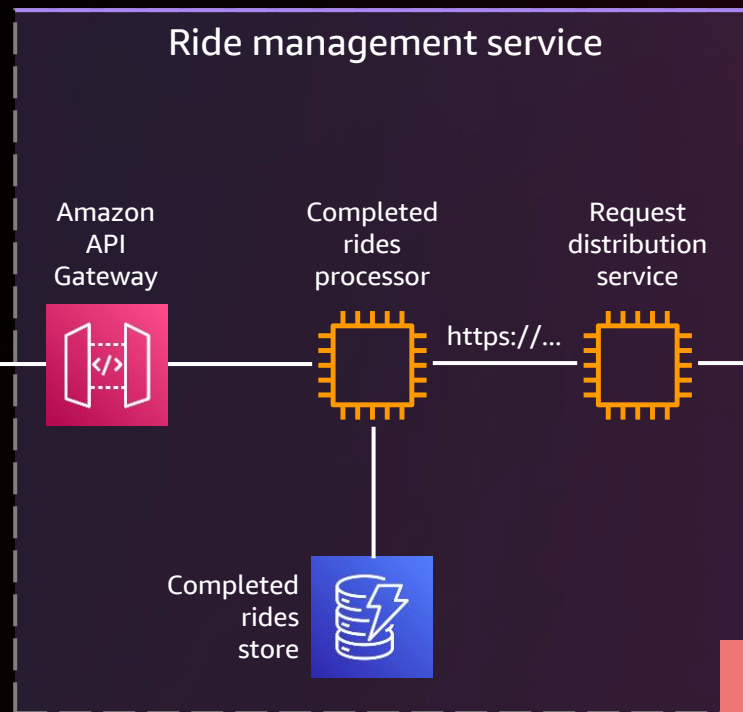 Ride management service
Amazon
API
Gateway
Completed
rides
processor
Request
distribution
service
</>
https://...
Completed
rides
store